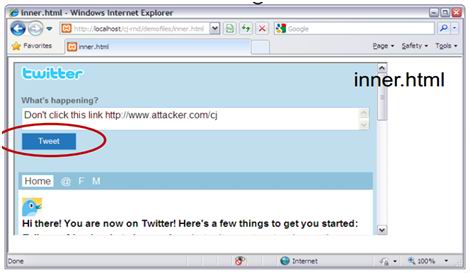 inner.html - Windows Internet Explorer
http://localhost/cj-rnd/demofiles/inner.html
Google
Favorites
inner.html
Page
Safety
Tools
twitter
inner.html
What's happening?
Don't click this link http://www.attacker.com/cj
Tweet
Home @ F M
Hi there! You are now on Twitter! Here's a few things to get you started:
Done
Internet
100%